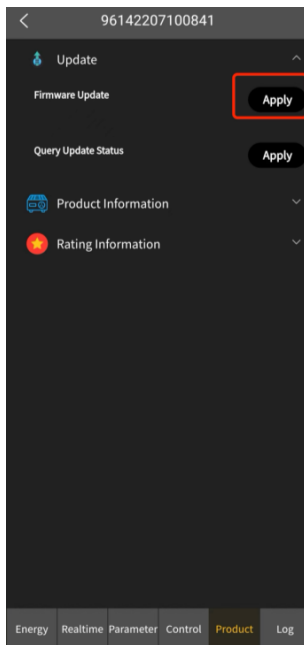 96142207100841
Update
Firmware Update
Apply
Query Update Status
Apply
Product Information
Rating Information
Energy Realtime Parameter Control Product Log